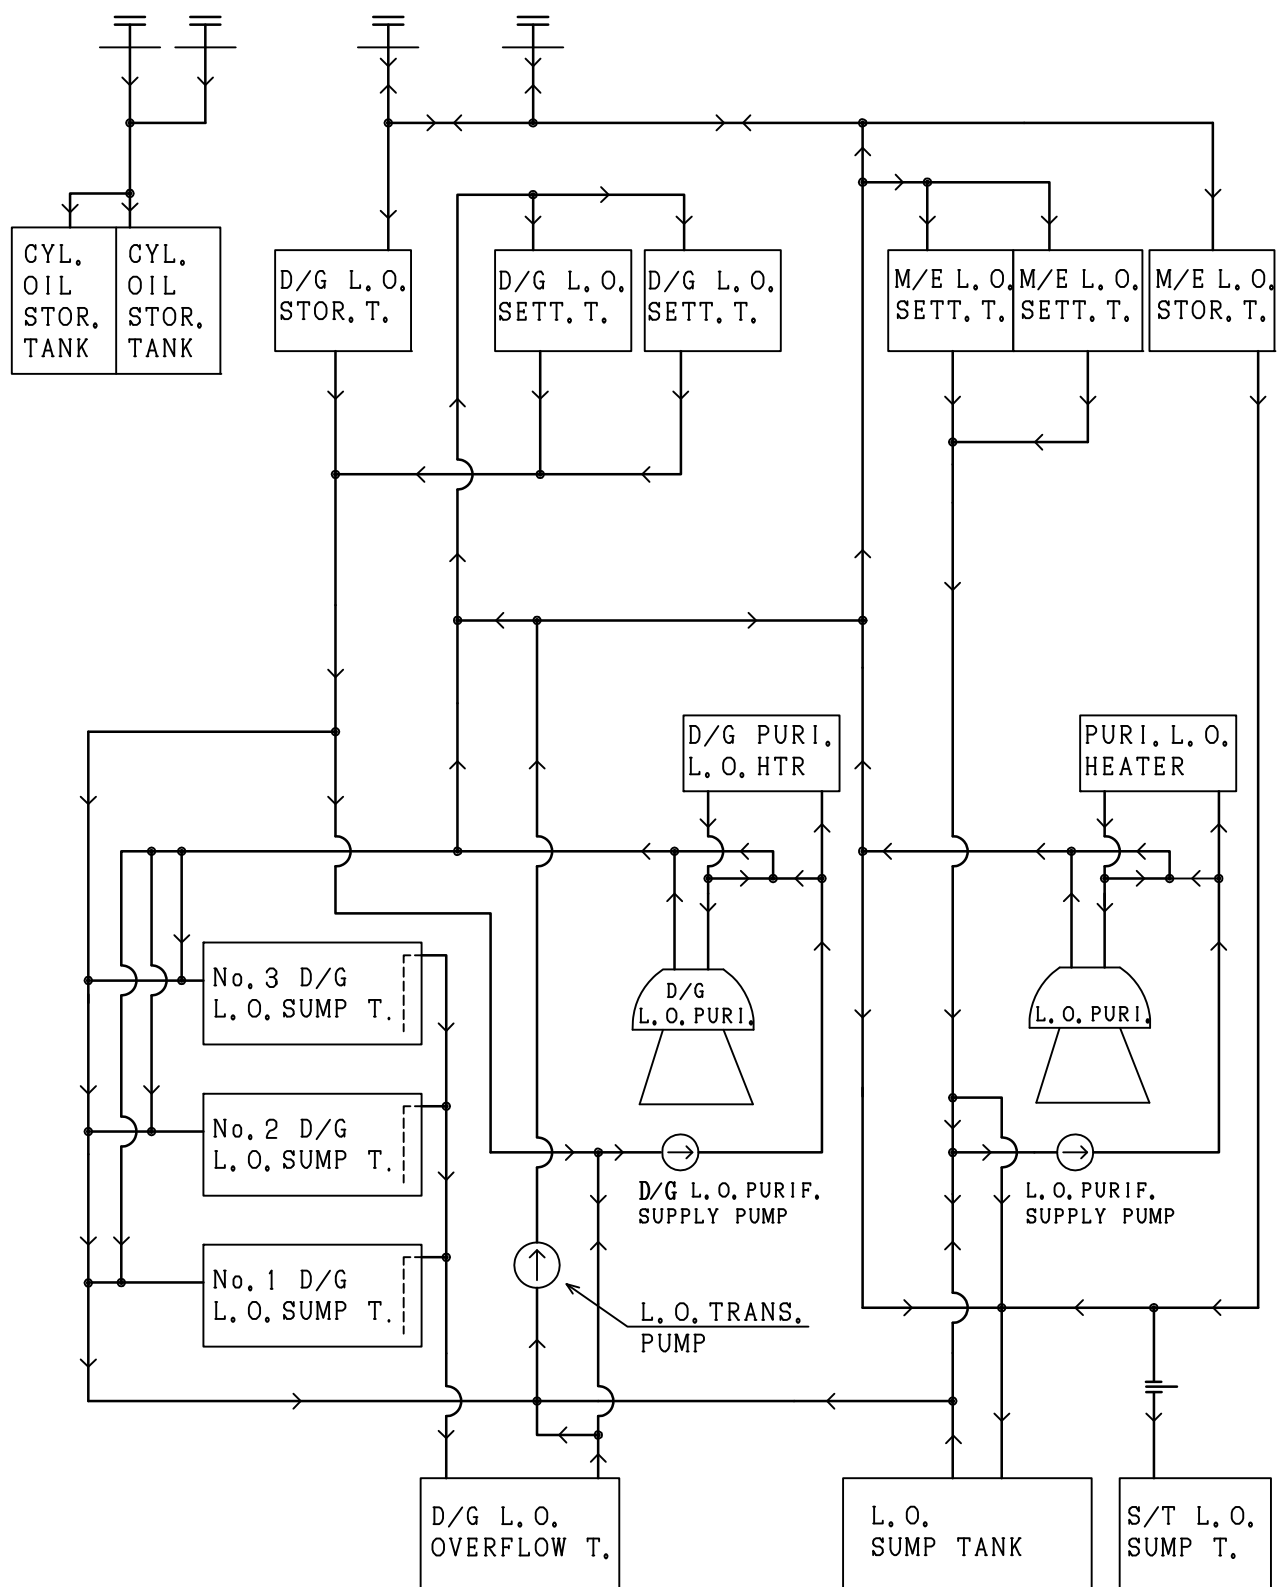 CYL.
OIL
STOR.
TANK
CYL.
OIL
STOR.
TANK
D/G L.O.
STOR.T.
D/G L.O.
SETT.T.
D/G L.O.
SETT.T.
M/E L.O.
SETT.T.
M/E L.O.
SETT.T.
M/E L.O.
STOR.T.
D/G PURI.
L.O.HTR
PURI.L.O.
HEATER
No.3 D/G
L.O.SUMP T.
D/G
L.O.PURI.
L.O.PURI.
No.2 D/G
L.O.SUMP T.
D/G L.O.PURIF.
SUPPLY PUMP
L.O.PURIF.
SUPPLY PUMP
No.1 D/G
L.O.SUMP T.
L.O.TRANS.
PUMP
D/G L.O.
OVERFLOW T.
L.O.
SUMP TANK
S/T L.O.
SUMP T.